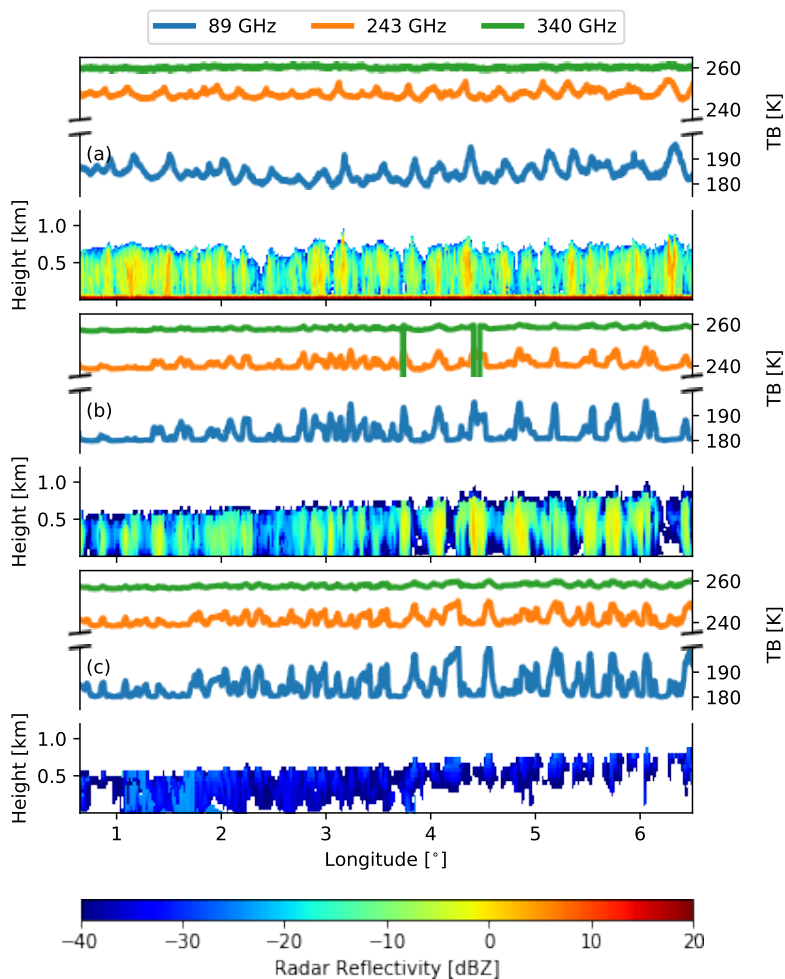 89 GHz 243 GHz 340 GHz
260
240
TB [K]
(a)
190
180
1.0
0.5
Height [km]
260
240
TB [K]
(b)
190
180
1.0
0.5
Height [km]
260
240
TB [K]
(c)
190
180
1.0
0.5
Height [km]
1 2 3 4 5 6
Longitude [°]
−40 −30 −20 −10 0 10 20
Radar Reflectivity [dBZ]